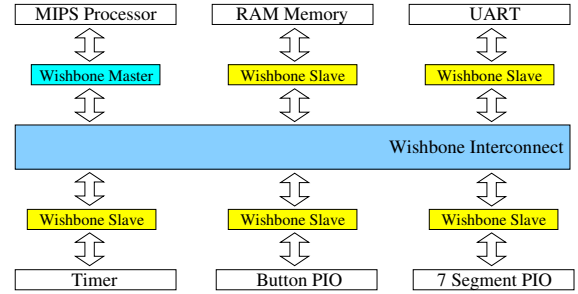 MIPS Processor
RAM Memory
UART
Wishbone Master
Wishbone Slave
Wishbone Slave
Wishbone Interconnect
Wishbone Slave
Wishbone Slave
Wishbone Slave
Timer
Button PIO
7 Segment PIO